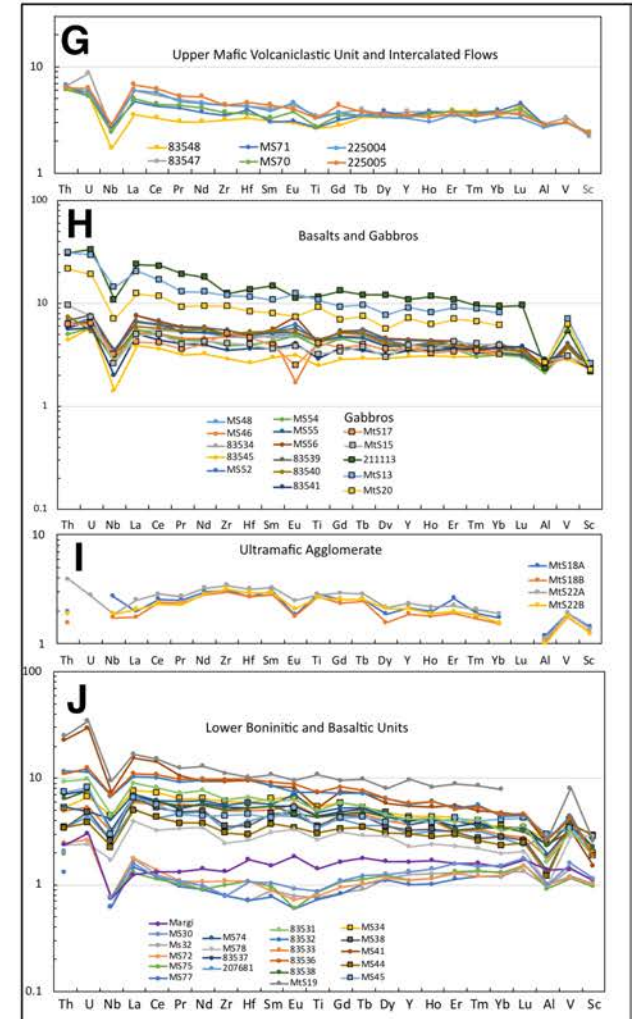 G
Upper Mafic Volcaniclastic Unit and Intercalated Flows
10
1
83548 MS71 225004
83547 MS70 225005
Th U Nb La Ce Pr Nd Zr Hf Sm Eu Ti Gd Tb Dy Y Ho Er Tm Yb Lu Al V Sc
H
Basalts and Gabbros
100
10
1
0.1
MS48
MS46
83534
83545
MS52
MS54
MS55
MS56
83539
83540
83541
Gabbros
MtS17
MtS15
211113
MtS13
MtS20
Th U Nb La Ce Pr Nd Zr Hf Sm Eu Ti Gd Tb Dy Y Ho Er Tm Yb Lu Al V Sc
I
Ultramafic Agglomerate
10
1
MtS18A
MtS18B
MtS22A
MtS22B
Th U Nb La Ce Pr Nd Zr Hf Sm Eu Ti Gd Tb Dy Y Ho Er Tm Yb Lu Al V Sc
J
Lower Boninitic and Basaltic Units
100
10
1
0.1
Margi
MS30
Ms32
MS72
MS75
MS77
MS74
MS78
83537
207681
83531
83532
83533
83536
83538
MtS19
MS34
MS38
MS41
MS44
MS45
Th U Nb La Ce Pr Nd Zr Hf Sm Eu Ti Gd Tb Dy Y Ho Er Tm Yb Lu Al V Sc